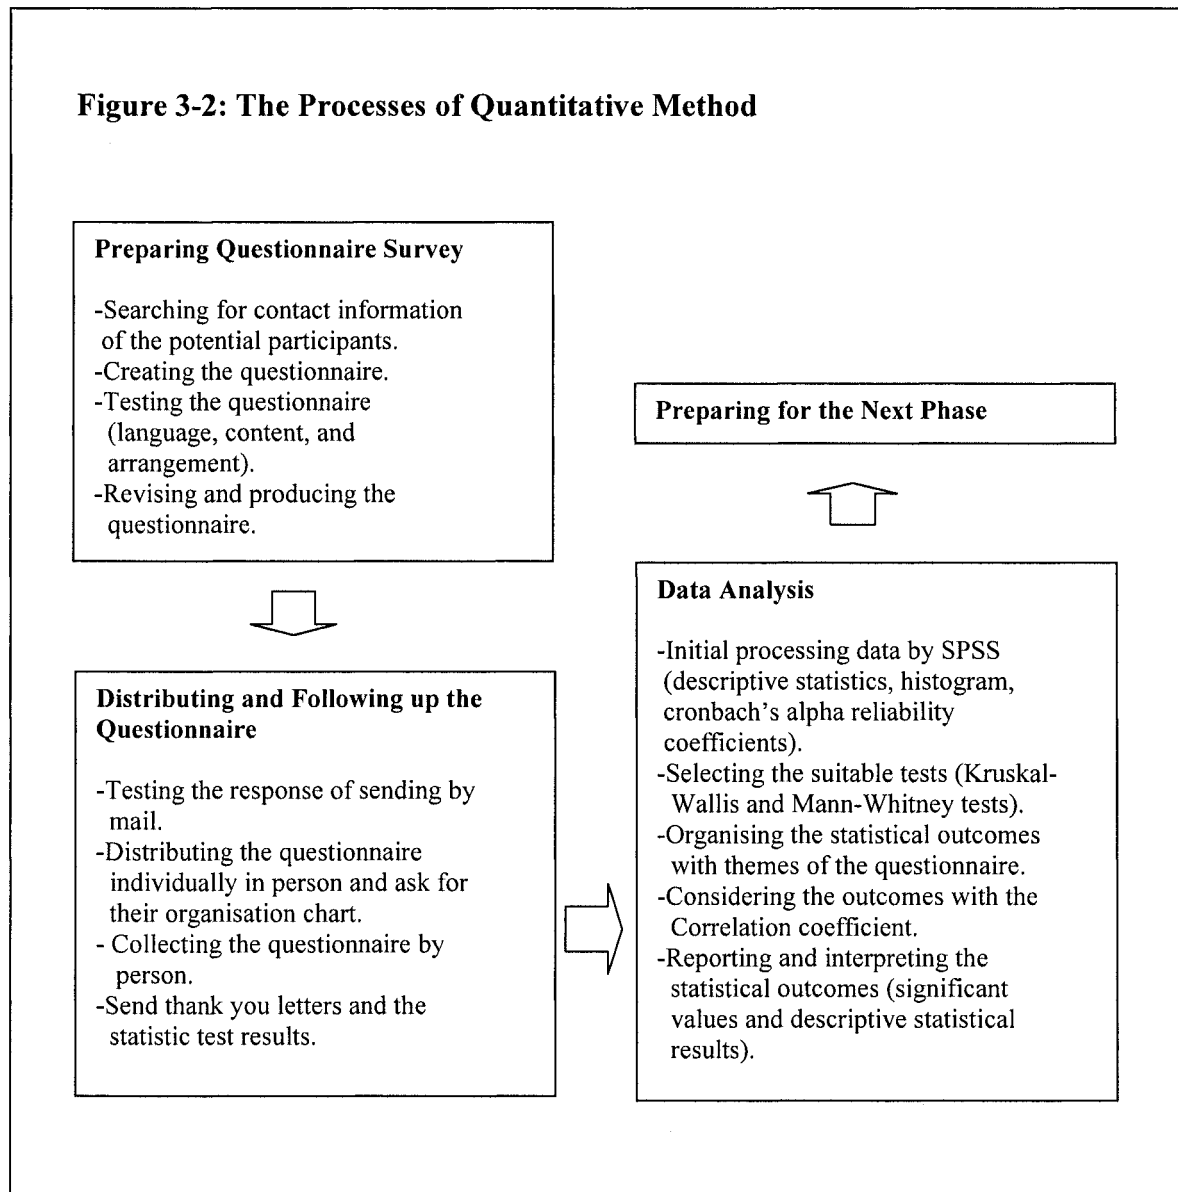 Figure 3-2: The Processes of Quantitative Method
Preparing Questionnaire Survey
-Searching for contact information
of the potential participants.
-Creating the questionnaire.
-Testing the questionnaire
(language, content, and
arrangement).
-Revising and producing the
questionnaire.
Distributing and Following up the
Questionnaire
-Testing the response of sending by
mail.
-Distributing the questionnaire
individually in person and ask for
their organisation chart.
- Collecting the questionnaire by
person.
-Send thank you letters and the
statistic test results.
Data Analysis
-Initial processing data by SPSS
(descriptive statistics, histogram,
cronbach's alpha reliability
coefficients).
-Selecting the suitable tests (Kruskal-
Wallis and Mann-Whitney tests).
-Organising the statistical outcomes
with themes of the questionnaire.
-Considering the outcomes with the
Correlation coefficient.
-Reporting and interpreting the
statistical outcomes (significant
values and descriptive statistical
results).
Preparing for the Next Phase